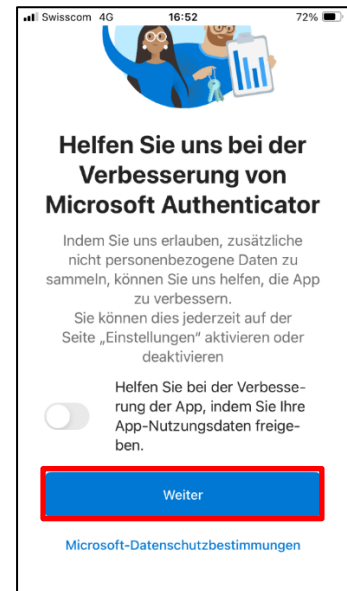 Swisscom 4G 16:52 72%
Helfen Sie uns bei der
Verbesserung von
Microsoft Authenticator
Indem Sie uns erlauben, zusätzliche
nicht personenbezogene Daten zu
sammeln, können Sie uns helfen, die App
zu verbessern.
Sie können dies jederzeit auf der
Seite „Einstellungen" aktivieren oder
deaktivieren
Helfen Sie bei der Verbesse-
rung der App, indem Sie Ihre
App-Nutzungsdaten freige-
ben.
Weiter
Microsoft-Datenschutzbestimmungen